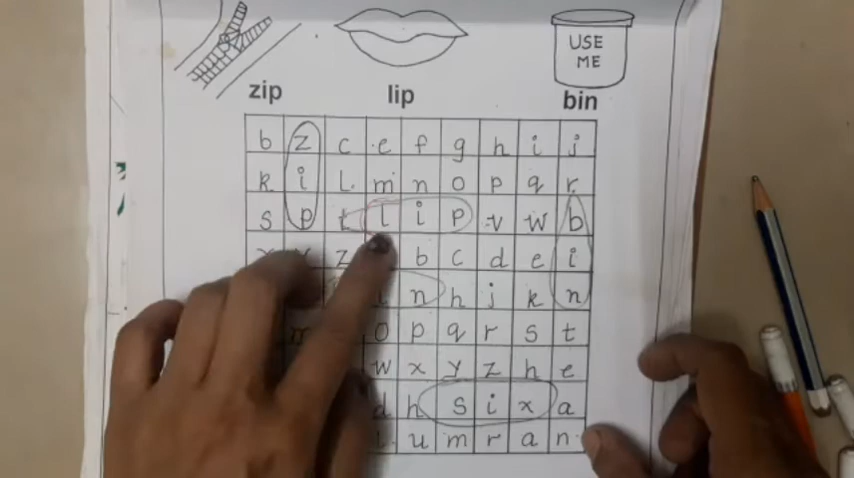 USE
ME
zip lip bin
b z c e f g h i j
k i L m n o p q r
s p t l i p v w b
z b c d e i
i n h j k n
m o p q r s t
w x y z h e
d h s i x a
i u m r a n